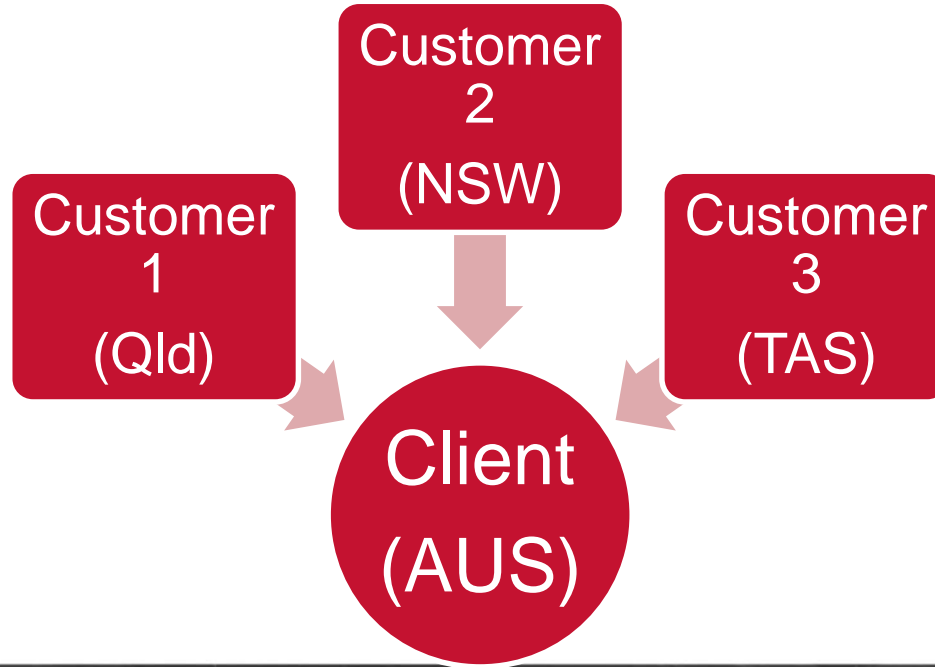 Customer
1
(Qld)
Customer
2
(NSW)
Customer
3
(TAS)
Client
(AUS)